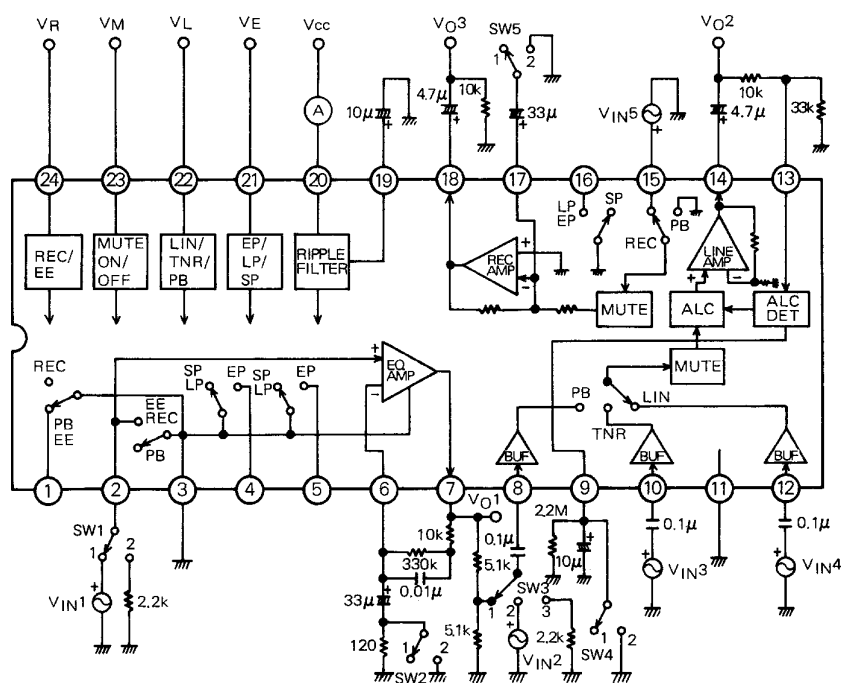 VR VM VL VE Vcc VO3 SW5 VO2
1 2
A 10μ 4.7μ 10k 33μ VIN5 10k 4.7μ 33k
+ + + + +
24 23 22 21 20 19 18 17 16 15 14 13
REC/ EE
MUTE ON/ OFF
LIN/ TNR/ PB
EP/ LP/ SP
RIPPLE FILTER
REC AMP
+
−
LP EP
SP
REC
PB
MUTE
LINE AMP
+ −
ALC
ALC DET
MUTE
REC
PB EE
EE REC
PB
SP LP
EP
SP LP
EP
+
EQ AMP
−
PB
LIN
TNR
BUF
BUF
BUF
1 2 3 4 5 6 7 8 9 10 11 12
SW1
1 2
+
VIN1
2.2k
VO1
10k
330k
0.01μ
33μ
+
120
1 2
SW2
5.1k
5.1k
0.1μ
1
SW3
2 3
+
VIN2
2.2k
2.2M
10μ
+
1 2
SW4
0.1μ
+
VIN3
0.1μ
+
VIN4